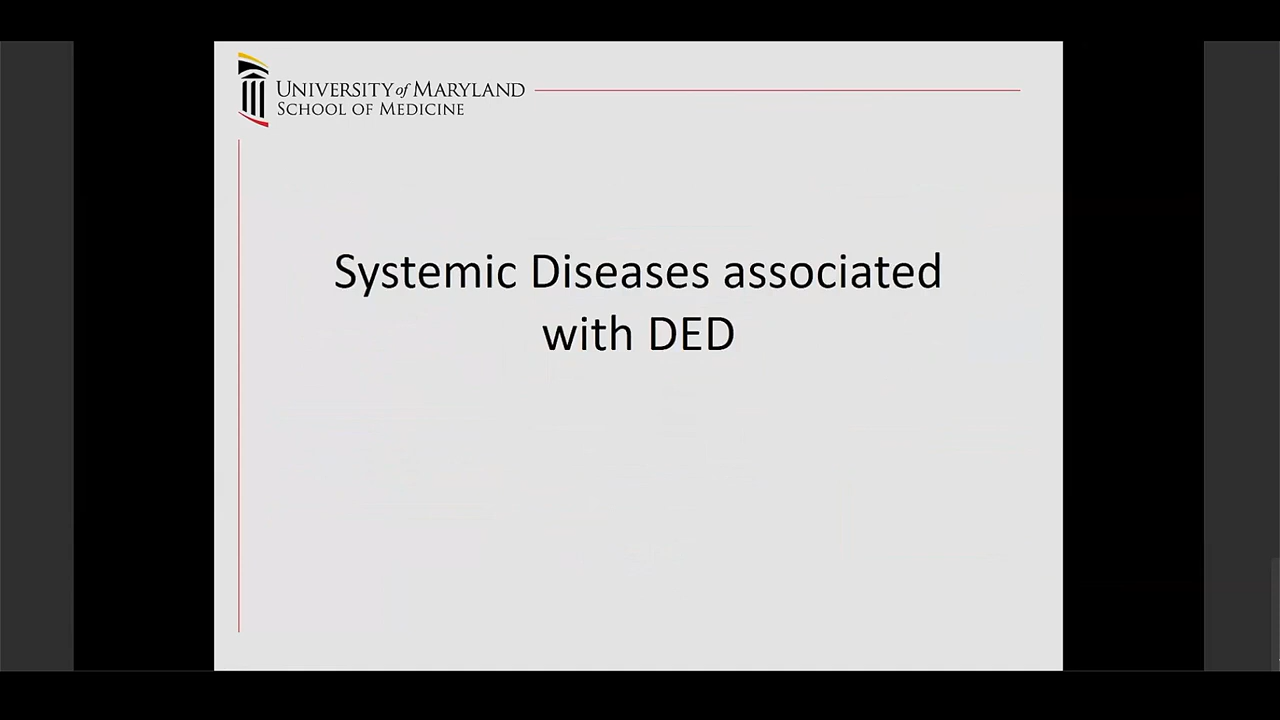 UNIVERSITY of MARYLAND
SCHOOL OF MEDICINE
Systemic Diseases associated
with DED